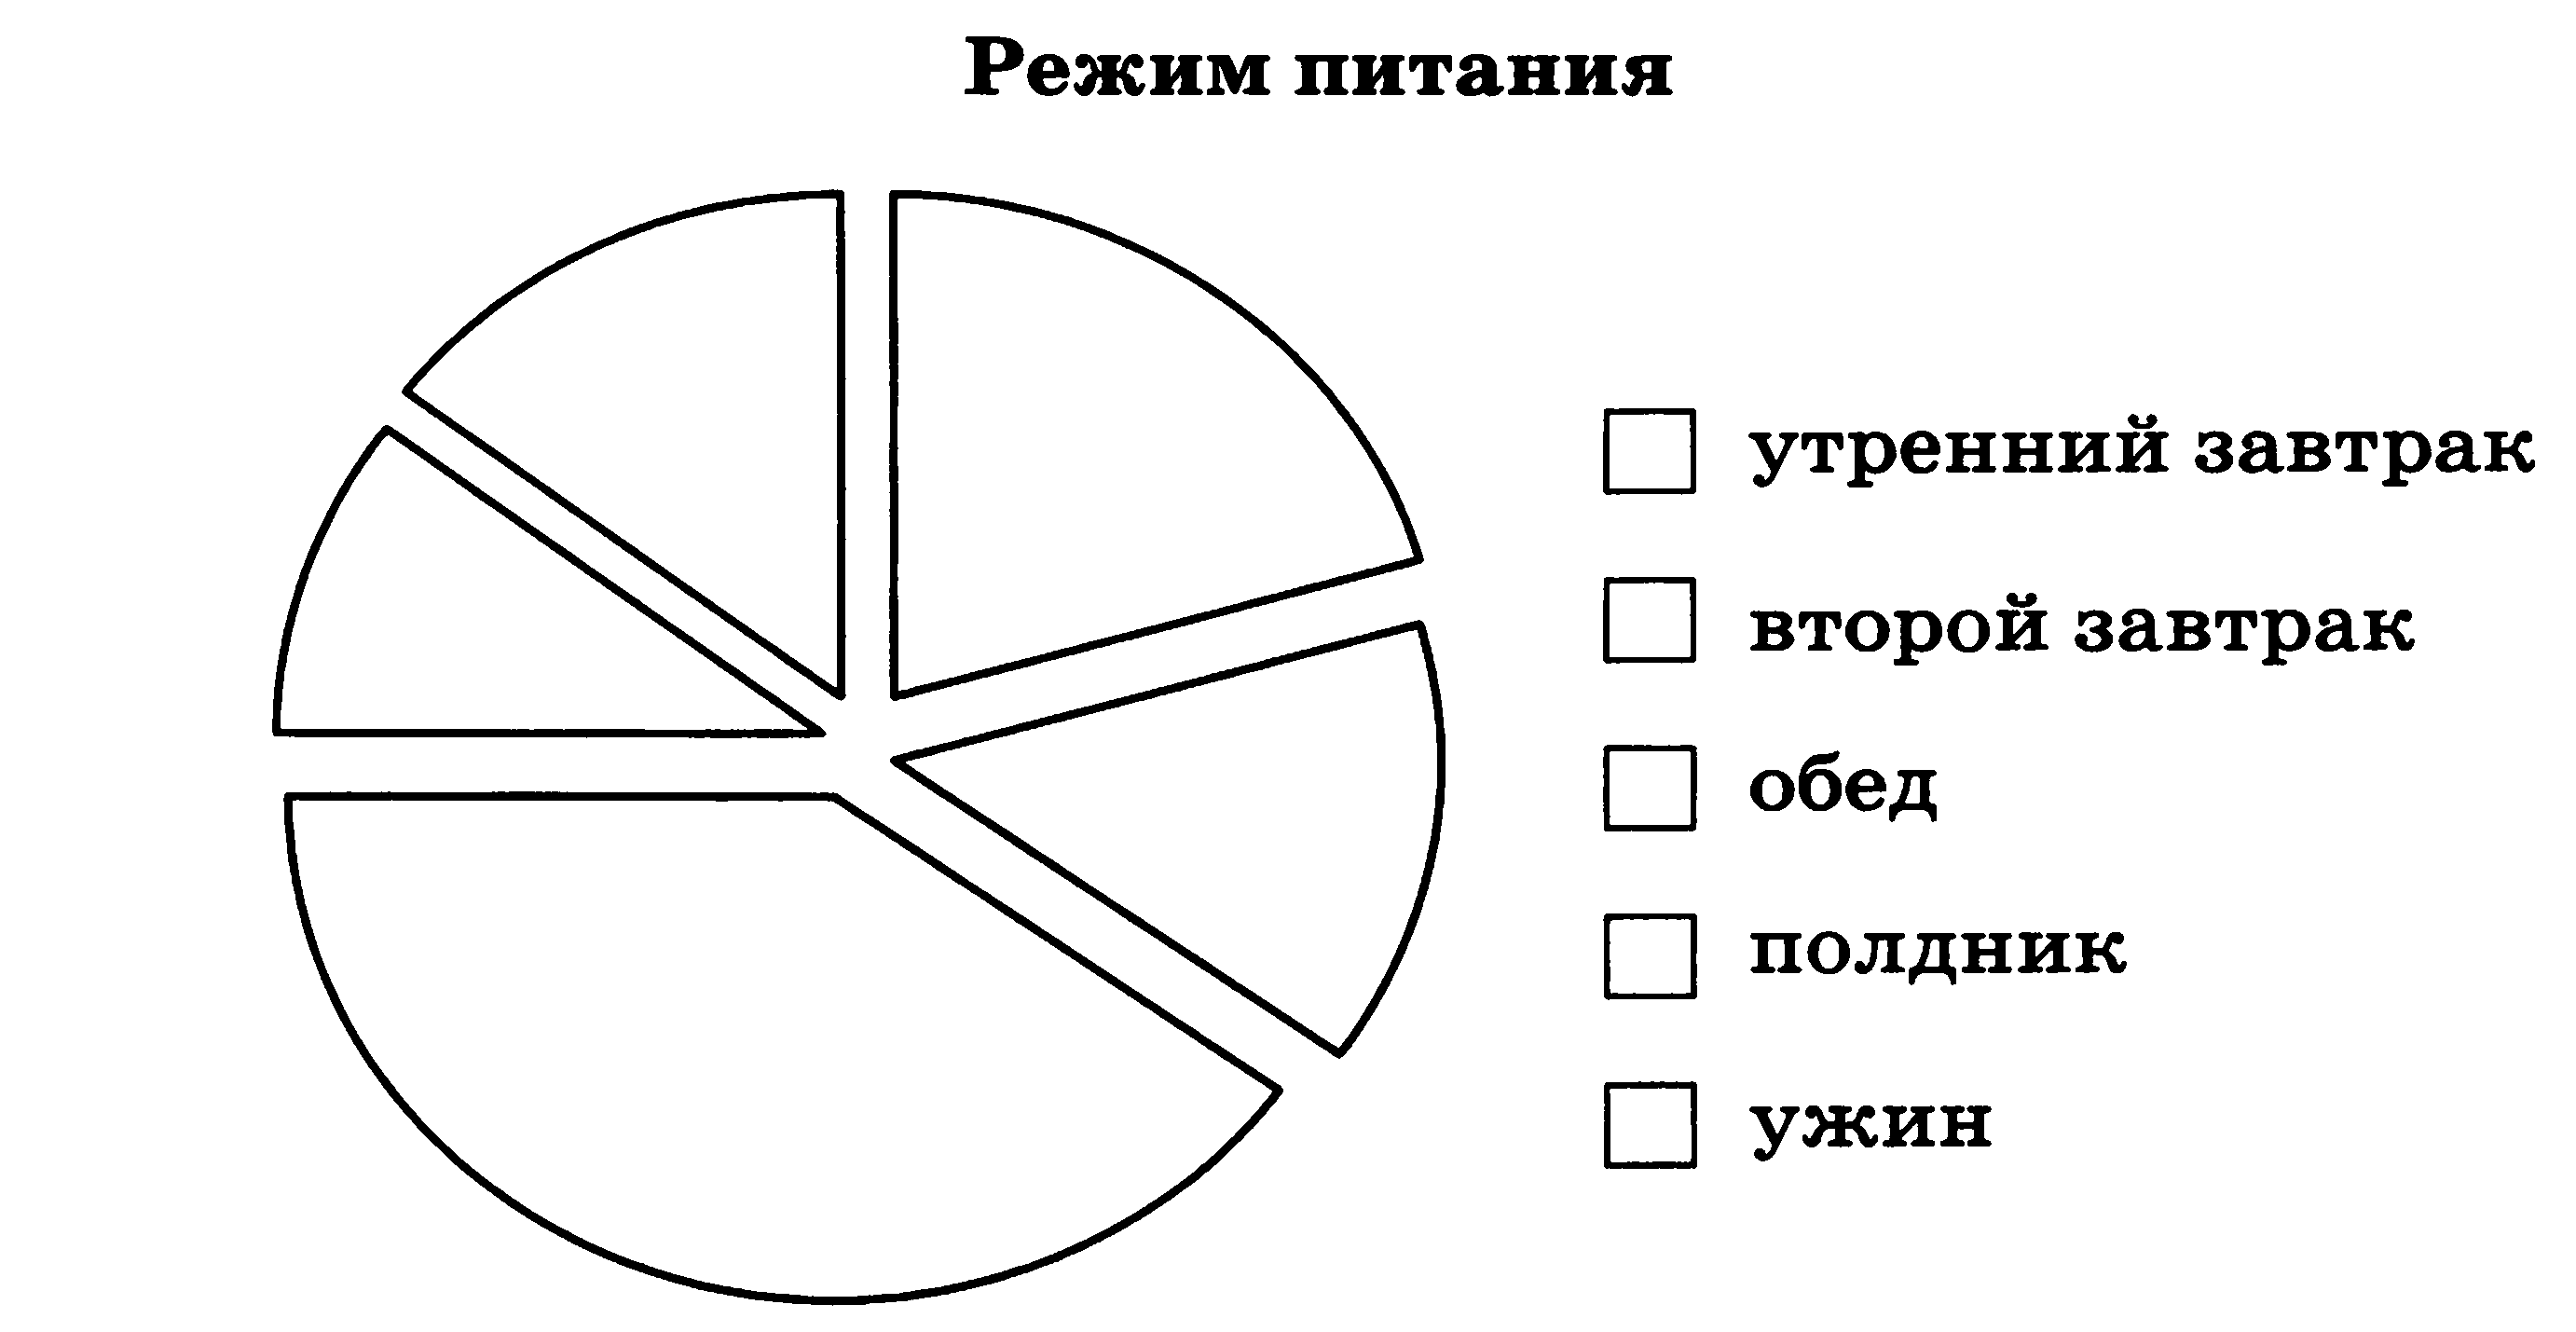 Режим питания
утренний завтрак
второй завтрак
обед
полдник
ужин